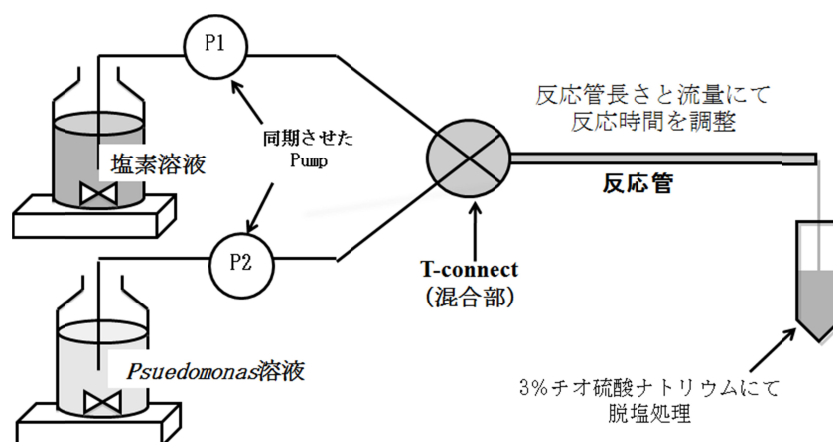 P1
反応管長さと流量にて
反応時間を調整
同期させた
Pump
塩素溶液
反応管
P2
T-connect
(混合部)
Psuedomonas溶液
3%チオ硫酸ナトリウムにて
脱塩処理